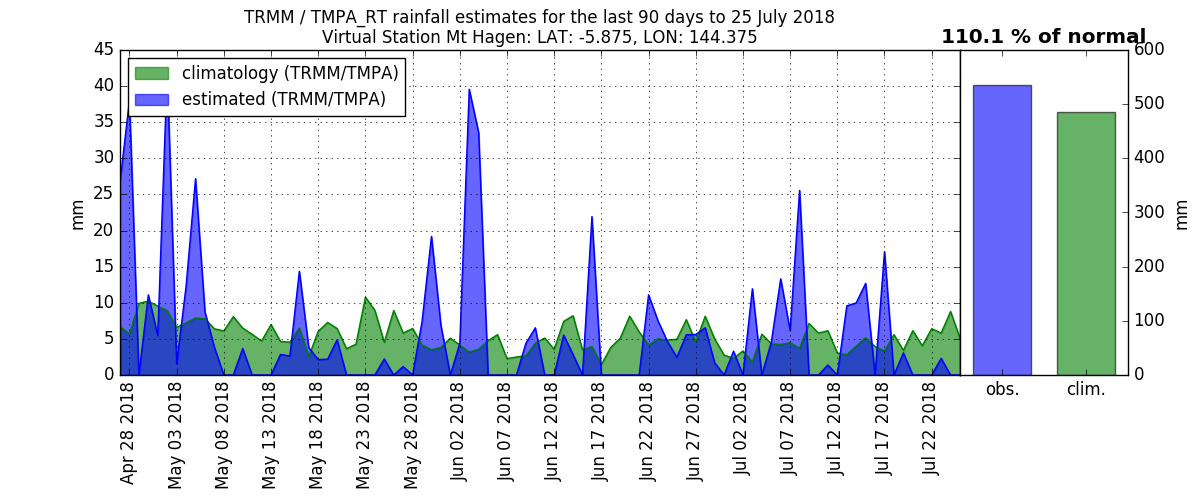 TRMM / TMPA_RT rainfall estimates for the last 90 days to 25 July 2018
Virtual Station Mt Hagen: LAT: -5.875, LON: 144.375
110.1 % of normal
climatology (TRMM/TMPA)
estimated (TRMM/TMPA)
mm
45
40
35
30
25
20
15
10
5
0
Apr 28 2018
May 03 2018
May 08 2018
May 13 2018
May 18 2018
May 23 2018
May 28 2018
Jun 02 2018
Jun 07 2018
Jun 12 2018
Jun 17 2018
Jun 22 2018
Jun 27 2018
Jul 02 2018
Jul 07 2018
Jul 12 2018
Jul 17 2018
Jul 22 2018
obs.
clim.
600
500
400
300
200
100
0
mm